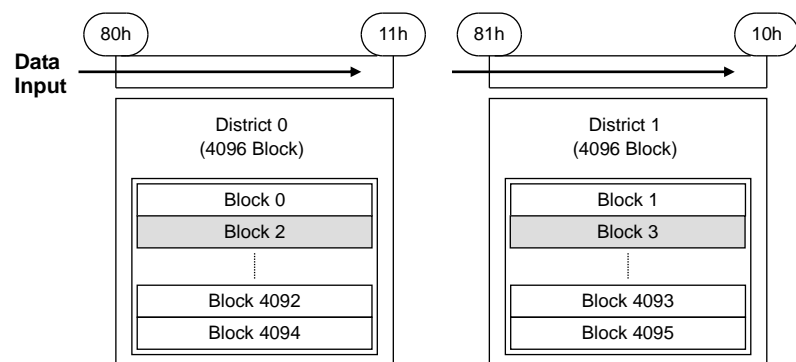 80h
11h
81h
10h
Data
Input
District 0
(4096 Block)
District 1
(4096 Block)
Block 0
Block 2
Block 4092
Block 4094
Block 1
Block 3
Block 4093
Block 4095